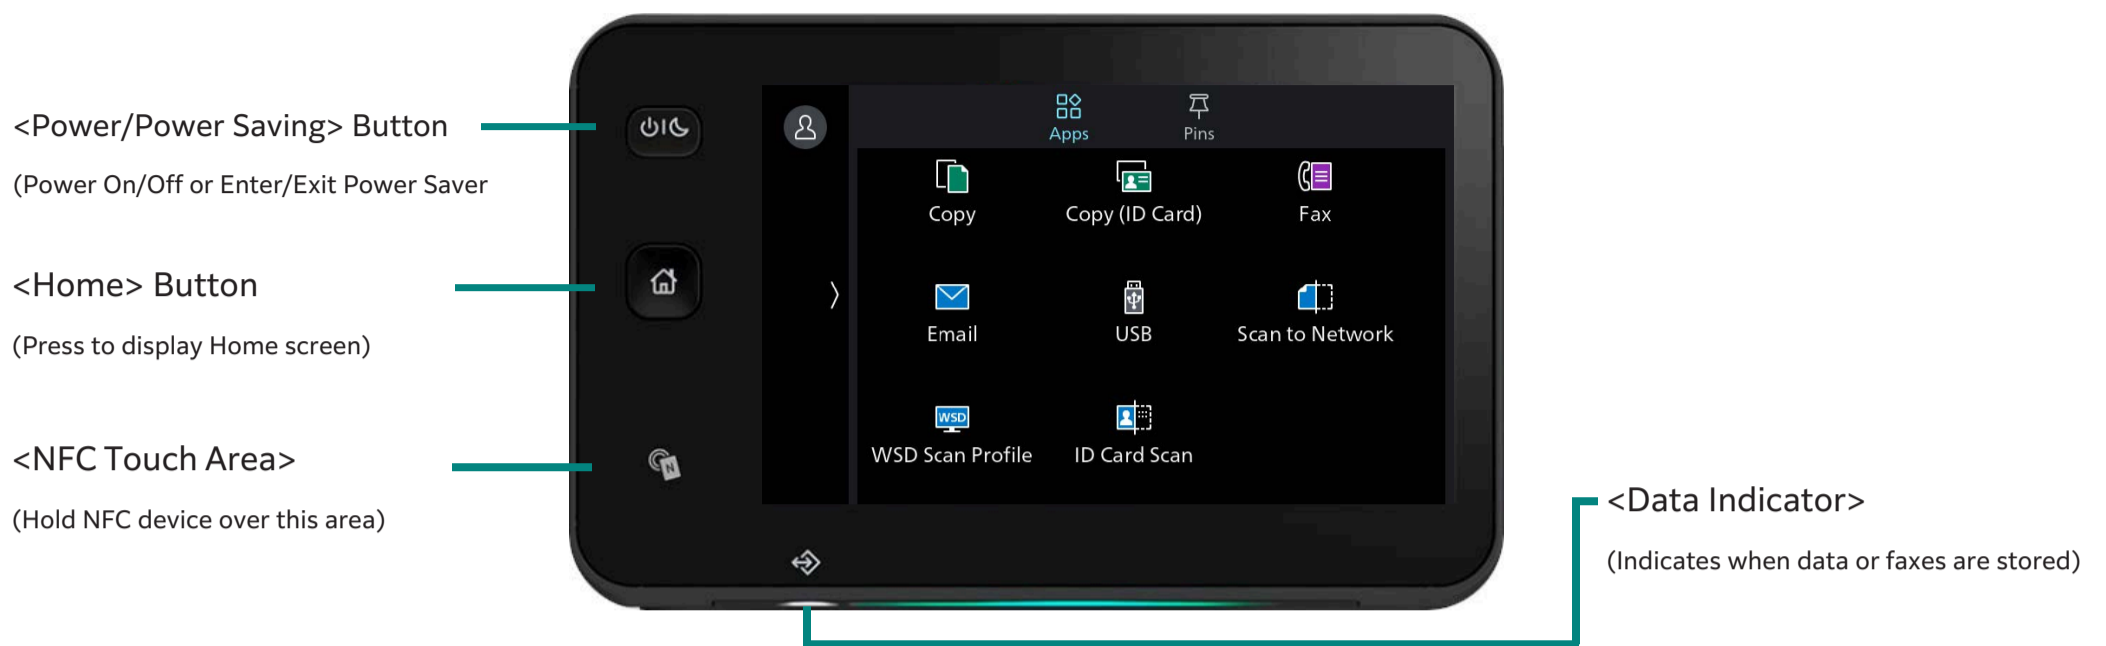 <Power/Power Saving> Button
(Power On/Off or Enter/Exit Power Saver
<Home> Button
(Press to display Home screen)
<NFC Touch Area>
(Hold NFC device over this area)
Apps Pins
Copy Copy (ID Card) Fax
Email USB Scan to Network
WSD
WSD Scan Profile ID Card Scan
N
<Data Indicator>
(Indicates when data or faxes are stored)